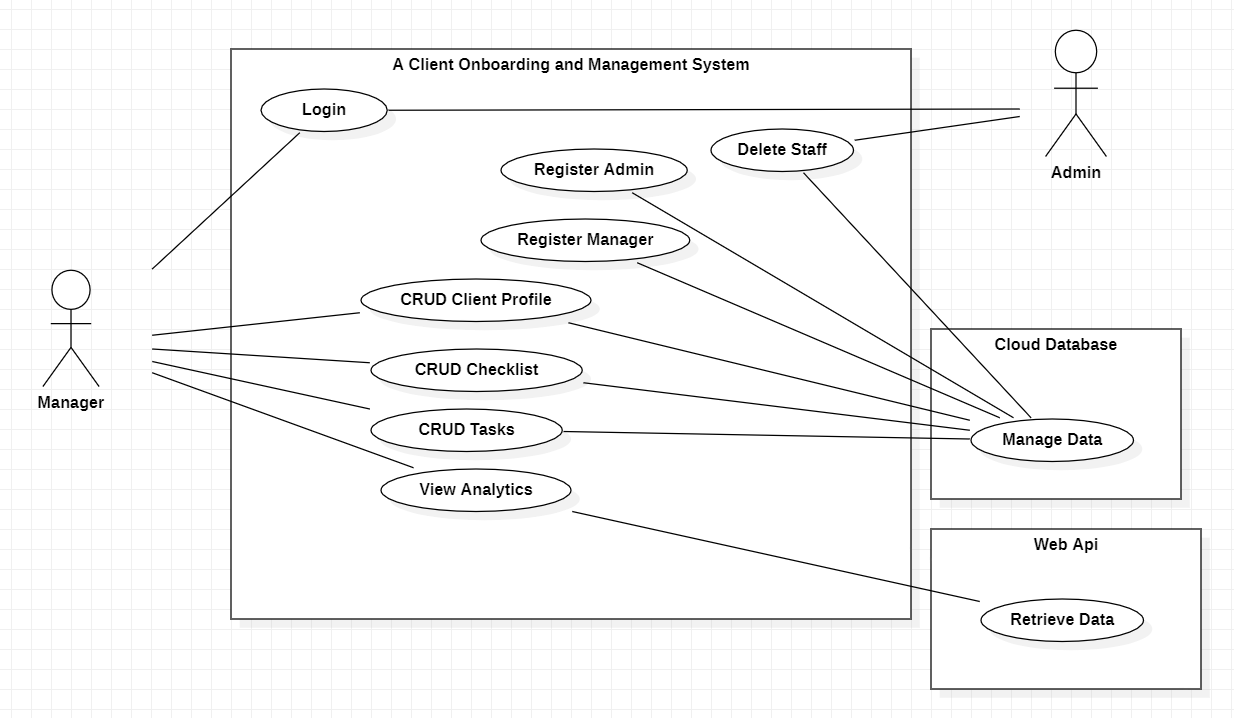 A Client Onboarding and Management System
Login
Delete Staff
Register Admin
Admin
Register Manager
CRUD Client Profile
Cloud Database
CRUD Checklist
Manager
CRUD Tasks
Manage Data
View Analytics
Web Api
Retrieve Data